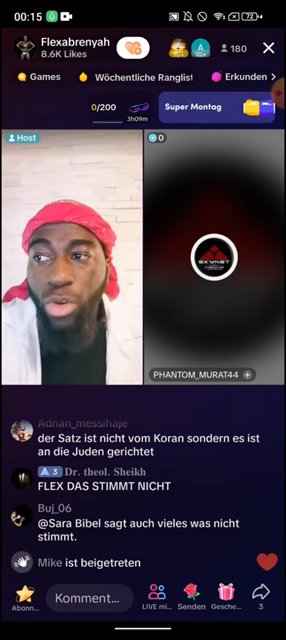 00:15
72
Flexabrenyah
8.6K Likes
180
Games
Wöchentliche Ranglist
Erkunden
0/200
3h09m
Super Montag
Host
0
SKYNET
PHANTOM_MURAT44
Adnan_messihaje
der Satz ist nicht vom Koran sondern es ist
an die Juden gerichtet
3 Dr. theol. Sheikh
FLEX DAS STIMMT NICHT
Buj_06
@Sara Bibel sagt auch vieles was nicht
stimmt.
Mike ist beigetreten
Komment...
Abonn...
LIVE mi...
Senden
Gesche...
3